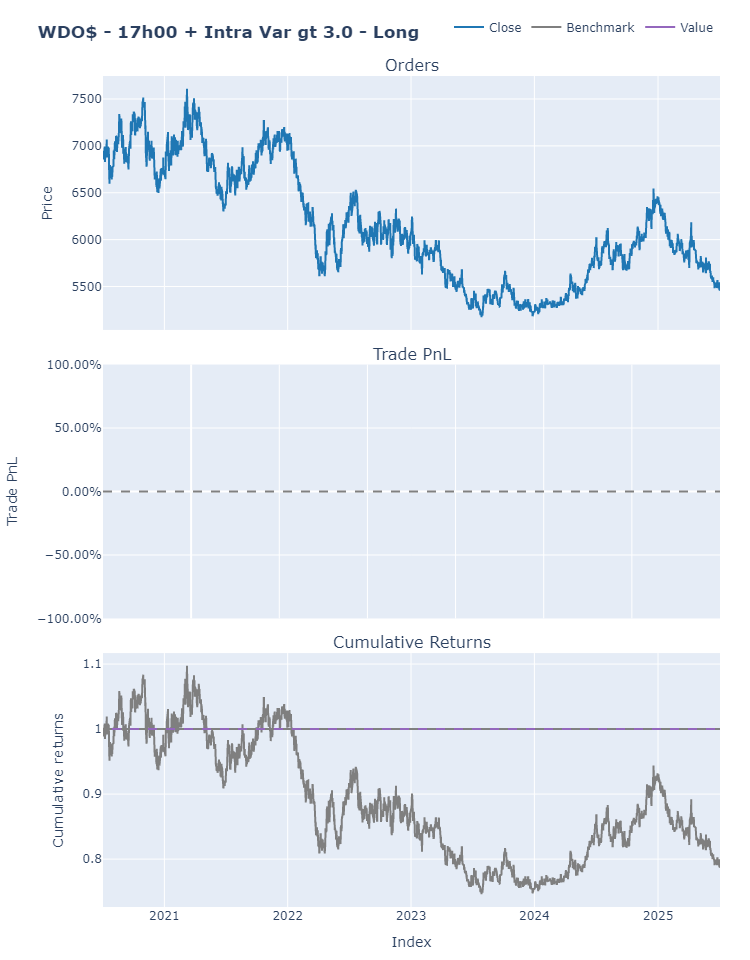 WDO$ - 17h00 + Intra Var gt 3.0 - Long
Close
Benchmark
Value
Orders
7500
7000
6500
6000
5500
Price
Trade PnL
100.00%
50.00%
0.00%
−50.00%
−100.00%
Trade PnL
Cumulative Returns
1.1
1
0.9
0.8
Cumulative returns
2021
2022
2023
2024
2025
Index